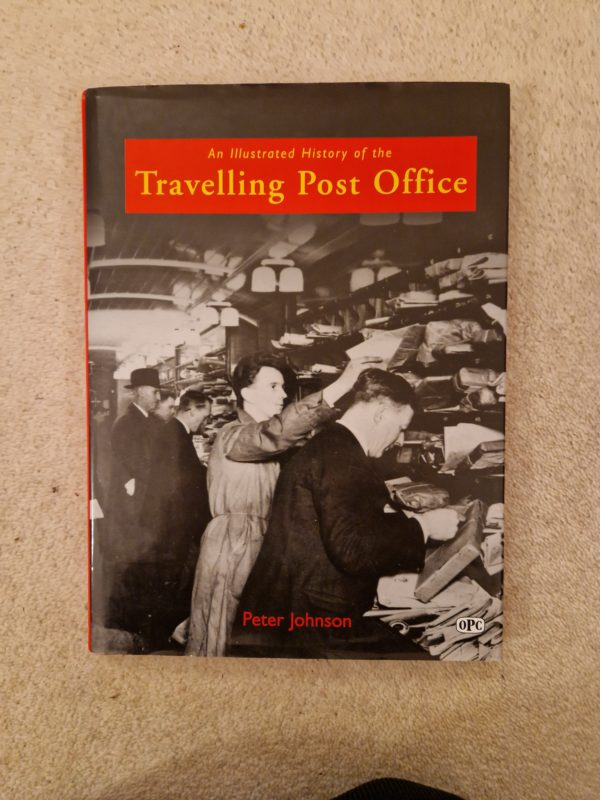 An Illustrated History of the
Travelling Post Office
Peter Johnson
OPC